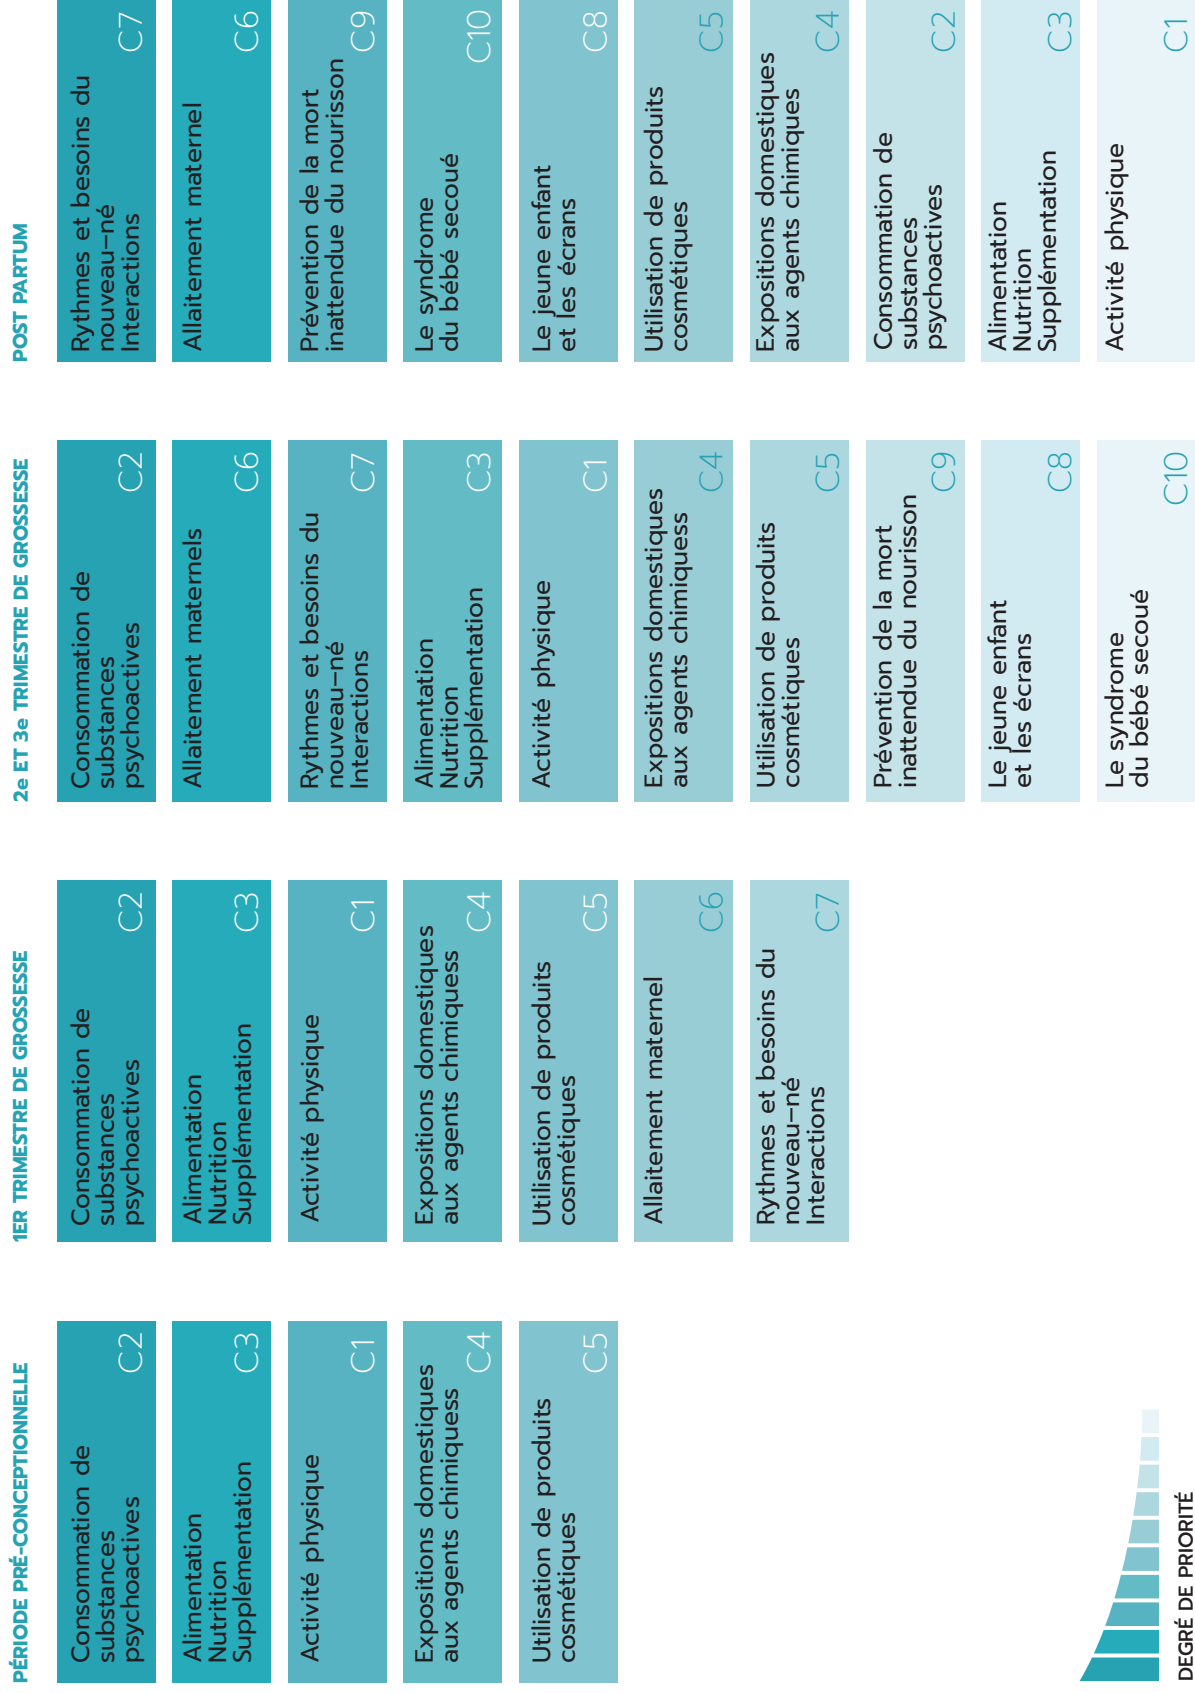 PÉRIODE PRÉ-CONCEPTIONNELLE
Consommation de
substances
psychoactives
C2
Alimentation
Nutrition
Supplémentation
C3
Activité physique
C1
Expositions domestiques
aux agents chimiquess
C4
Utilisation de produits
cosmétiques
C5
1ER TRIMESTRE DE GROSSESSE
Consommation de
substances
psychoactives
C2
Alimentation
Nutrition
Supplémentation
C3
Activité physique
C1
Expositions domestiques
aux agents chimiquess
C4
Utilisation de produits
cosmétiques
C5
Allaitement maternel
C6
Rythmes et besoins du
nouveau-né
Interactions
C7
2e ET 3e TRIMESTRE DE GROSSESSE
Consommation de
substances
psychoactives
C2
Allaitement maternels
C6
Rythmes et besoins du
nouveau-né
Interactions
C7
Alimentation
Nutrition
Supplémentation
C3
Activité physique
C1
Expositions domestiques
aux agents chimiquess
C4
Utilisation de produits
cosmétiques
C5
Prévention de la mort
inattendue du nourisson
C9
Le jeune enfant
et les écrans
C8
Le syndrome
du bébé secoué
C10
POST PARTUM
Rythmes et besoins du
nouveau-né
Interactions
C7
Allaitement maternel
C6
Prévention de la mort
inattendue du nourisson
C9
Le syndrome
du bébé secoué
C10
Le jeune enfant
et les écrans
C8
Utilisation de produits
cosmétiques
C5
Expositions domestiques
aux agents chimiques
C4
Consommation de
substances
psychoactives
C2
Alimentation
Nutrition
Supplémentation
C3
Activité physique
C1
DEGRÉ DE PRIORITÉ